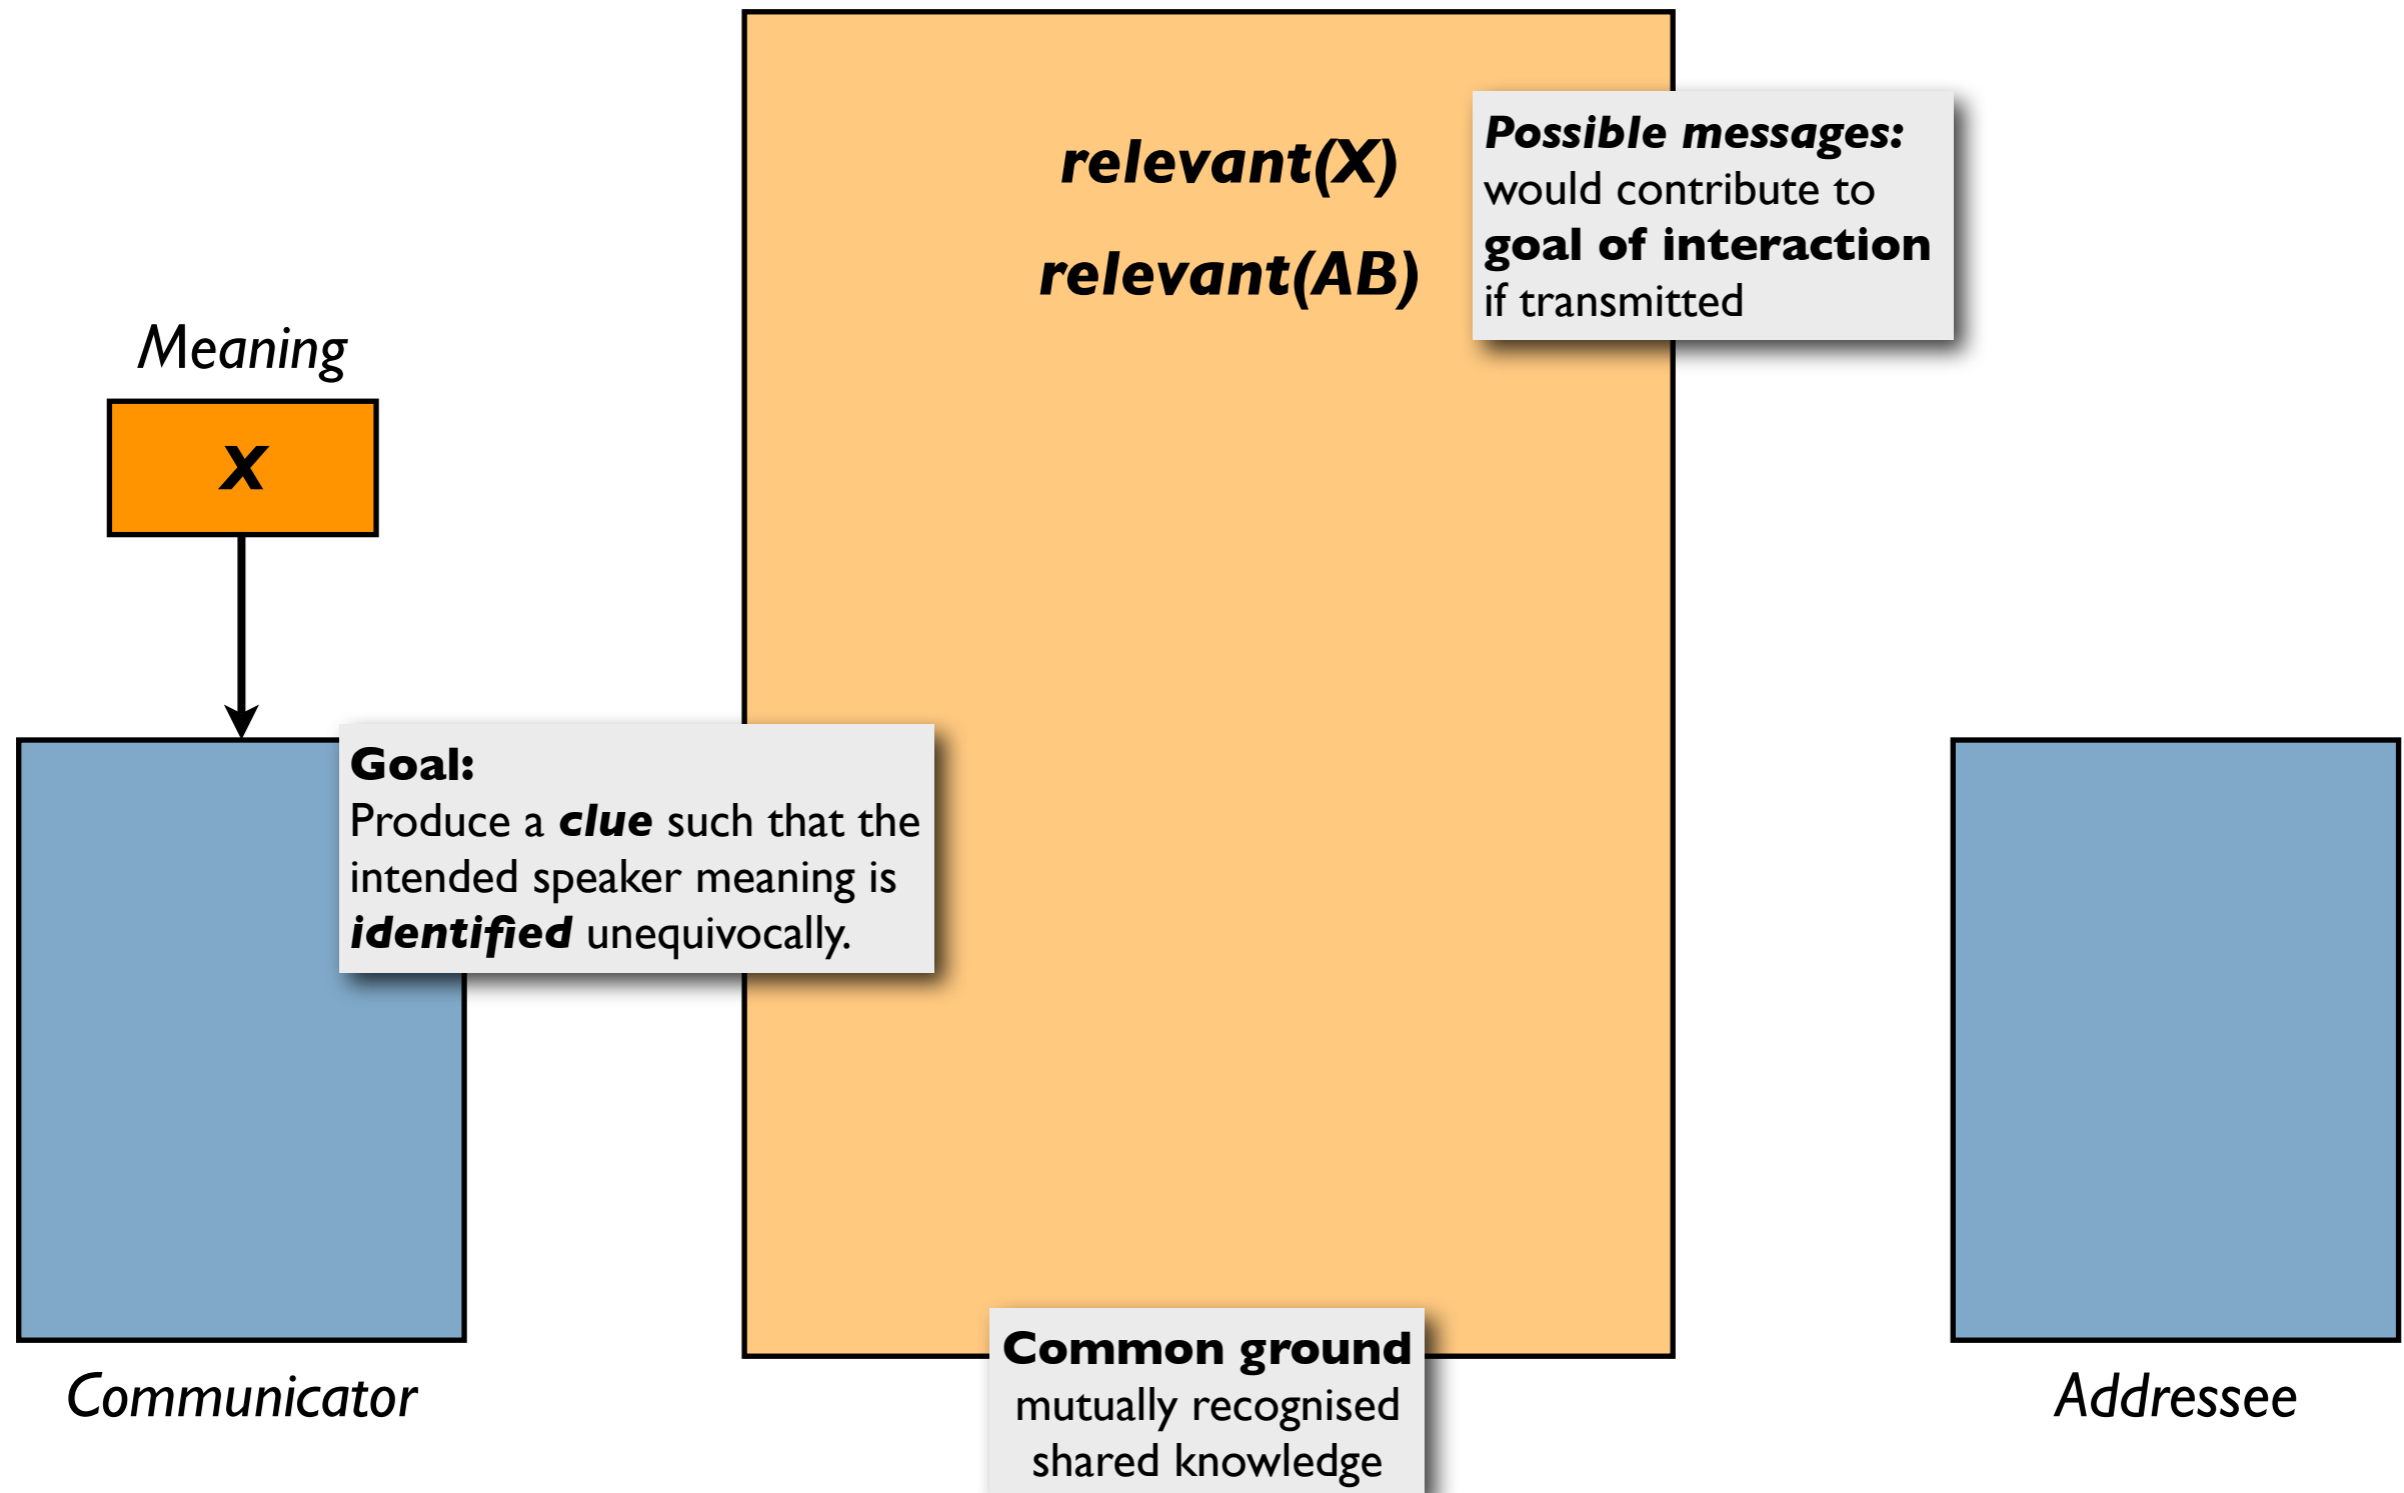 relevant(X)
relevant(AB)
Possible messages:
would contribute to
goal of interaction
if transmitted
Meaning
X
Goal:
Produce a clue such that the
intended speaker meaning is
identified unequivocally.
Communicator
Common ground
mutually recognised
shared knowledge
Addressee